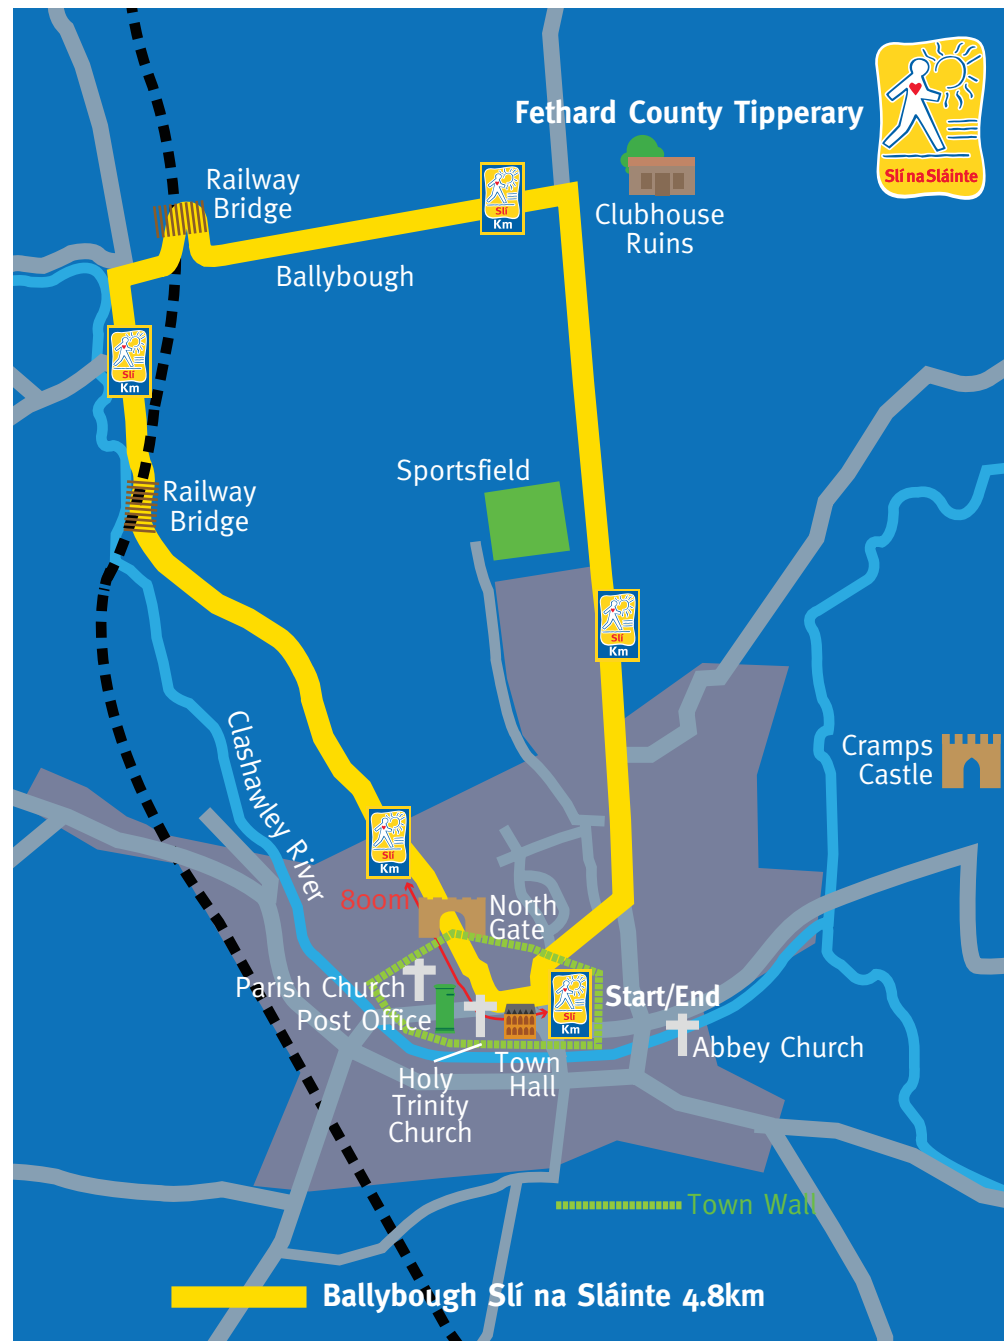 Fethard County Tipperary
Slí na Sláinte
Railway
Bridge
Slí
Km
Clubhouse
Ruins
Ballybough
Slí
Km
Sportsfield
Railway
Bridge
Slí
Km
Clashawley River
Cramps
Castle
Slí
Km
800m
North
Gate
Parish Church
Start/End
Post Office
Slí
Km
Abbey Church
Town
Hall
Holy
Trinity
Church
Town Wall
Ballybough Slí na Sláinte 4.8km